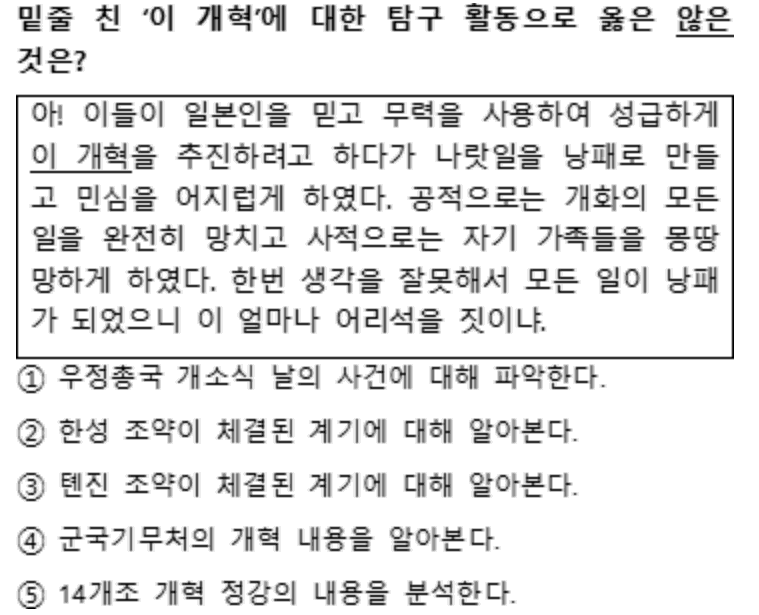 밑줄 친 ‘이 개혁’에 대한 탐구 활동으로 옳은 않은
것은?
아! 이들이 일본인을 믿고 무력을 사용하여 성급하게
이 개혁을 추진하려고 하다가 나랏일을 낭패로 만들
고 민심을 어지럽게 하였다. 공적으로는 개화의 모든
일을 완전히 망치고 사적으로는 자기 가족들을 몽땅
망하게 하였다. 한번 생각을 잘못해서 모든 일이 낭패
가 되었으니 이 얼마나 어리석을 짓이냐.
① 우정총국 개소식 날의 사건에 대해 파악한다.
② 한성 조약이 체결된 계기에 대해 알아본다.
③ 톈진 조약이 체결된 계기에 대해 알아본다.
④ 군국기무처의 개혁 내용을 알아본다.
⑤ 14개조 개혁 정강의 내용을 분석한다.